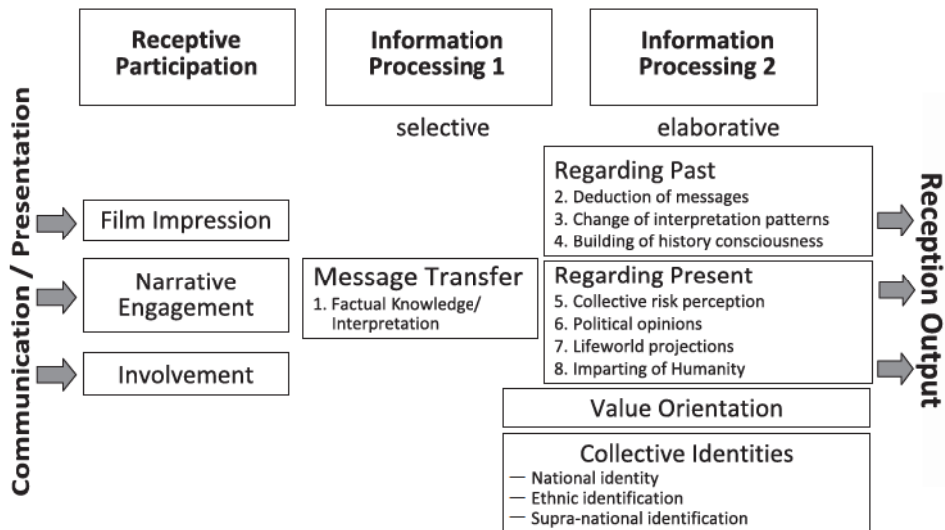 Communication / Presentation
Receptive
Participation
Information
Processing 1
Information
Processing 2
selective
elaborative
Film Impression
Narrative
Engagement
Involvement
Message Transfer
1. Factual Knowledge/
Interpretation
Regarding Past
2. Deduction of messages
3. Change of interpretation patterns
4. Building of history consciousness
Regarding Present
5. Collective risk perception
6. Political opinions
7. Lifeworld projections
8. Imparting of Humanity
Value Orientation
Collective Identities
— National identity
— Ethnic identification
— Supra-national identification
Reception Output